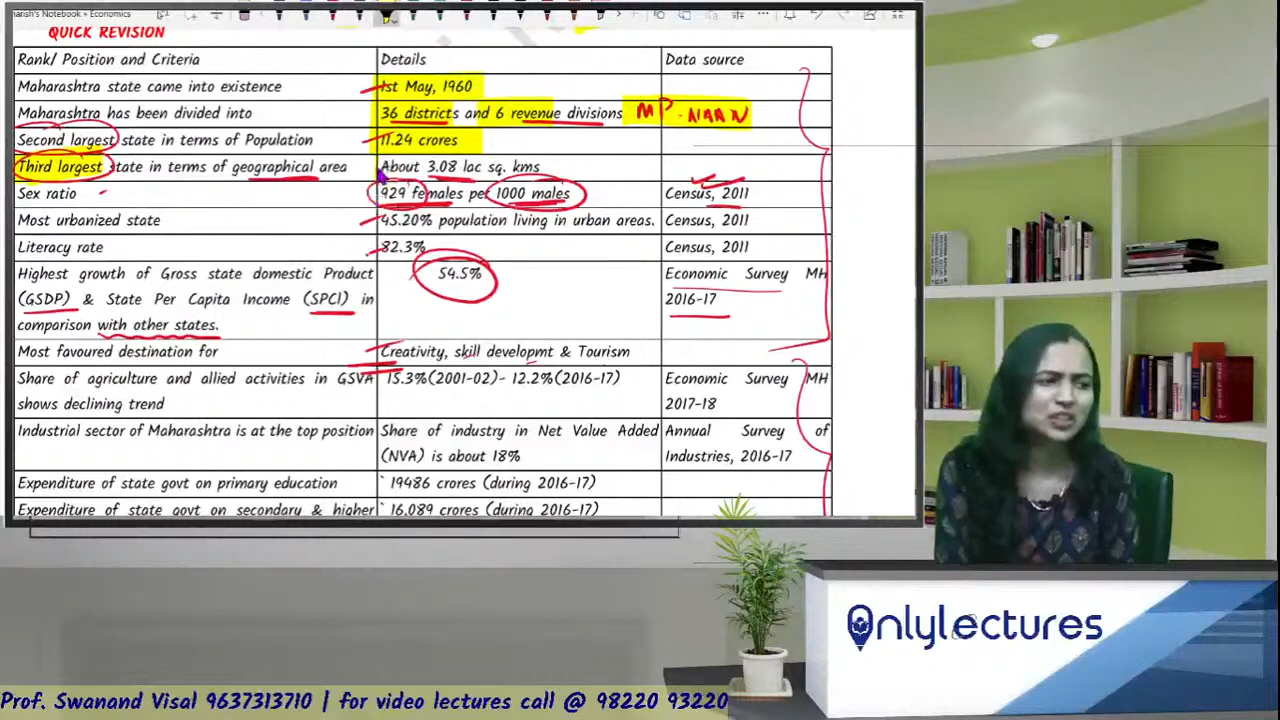 arish's Notebook » Economics
QUICK REVISION
Rank/ Position and Criteria Details Data source
Maharashtra state came into existence 1st May, 1960
Maharashtra has been divided into 36 districts and 6 revenue divisions MP - NAAN
Second largest state in terms of Population 11.24 crores
Third largest state in terms of geographical area About 3.08 lac sq. kms
Sex ratio 929 females per 1000 males Census, 2011
Most urbanized state 45.20% population living in urban areas. Census, 2011
Literacy rate 82.3% Census, 2011
Highest growth of Gross state domestic Product 54.5% Economic Survey MH
(GSDP) & State Per Capita Income (SPCI) in 2016-17
comparison with other states.
Most favoured destination for Creativity, skill developmt & Tourism
Share of agriculture and allied activities in GSVA 15.3%(2001-02)- 12.2%(2016-17) Economic Survey MH
shows declining trend 2017-18
Industrial sector of Maharashtra is at the top position Share of industry in Net Value Added Annual Survey of
(NVA) is about 18% Industries, 2016-17
Expenditure of state govt on primary education ` 19486 crores (during 2016-17)
Expenditure of state govt on secondary & higher ` 16,089 crores (during 2016-17)
Onlylectures
Prof. Swanand Visal 9637313710 | for video lectures call @ 98220 93220